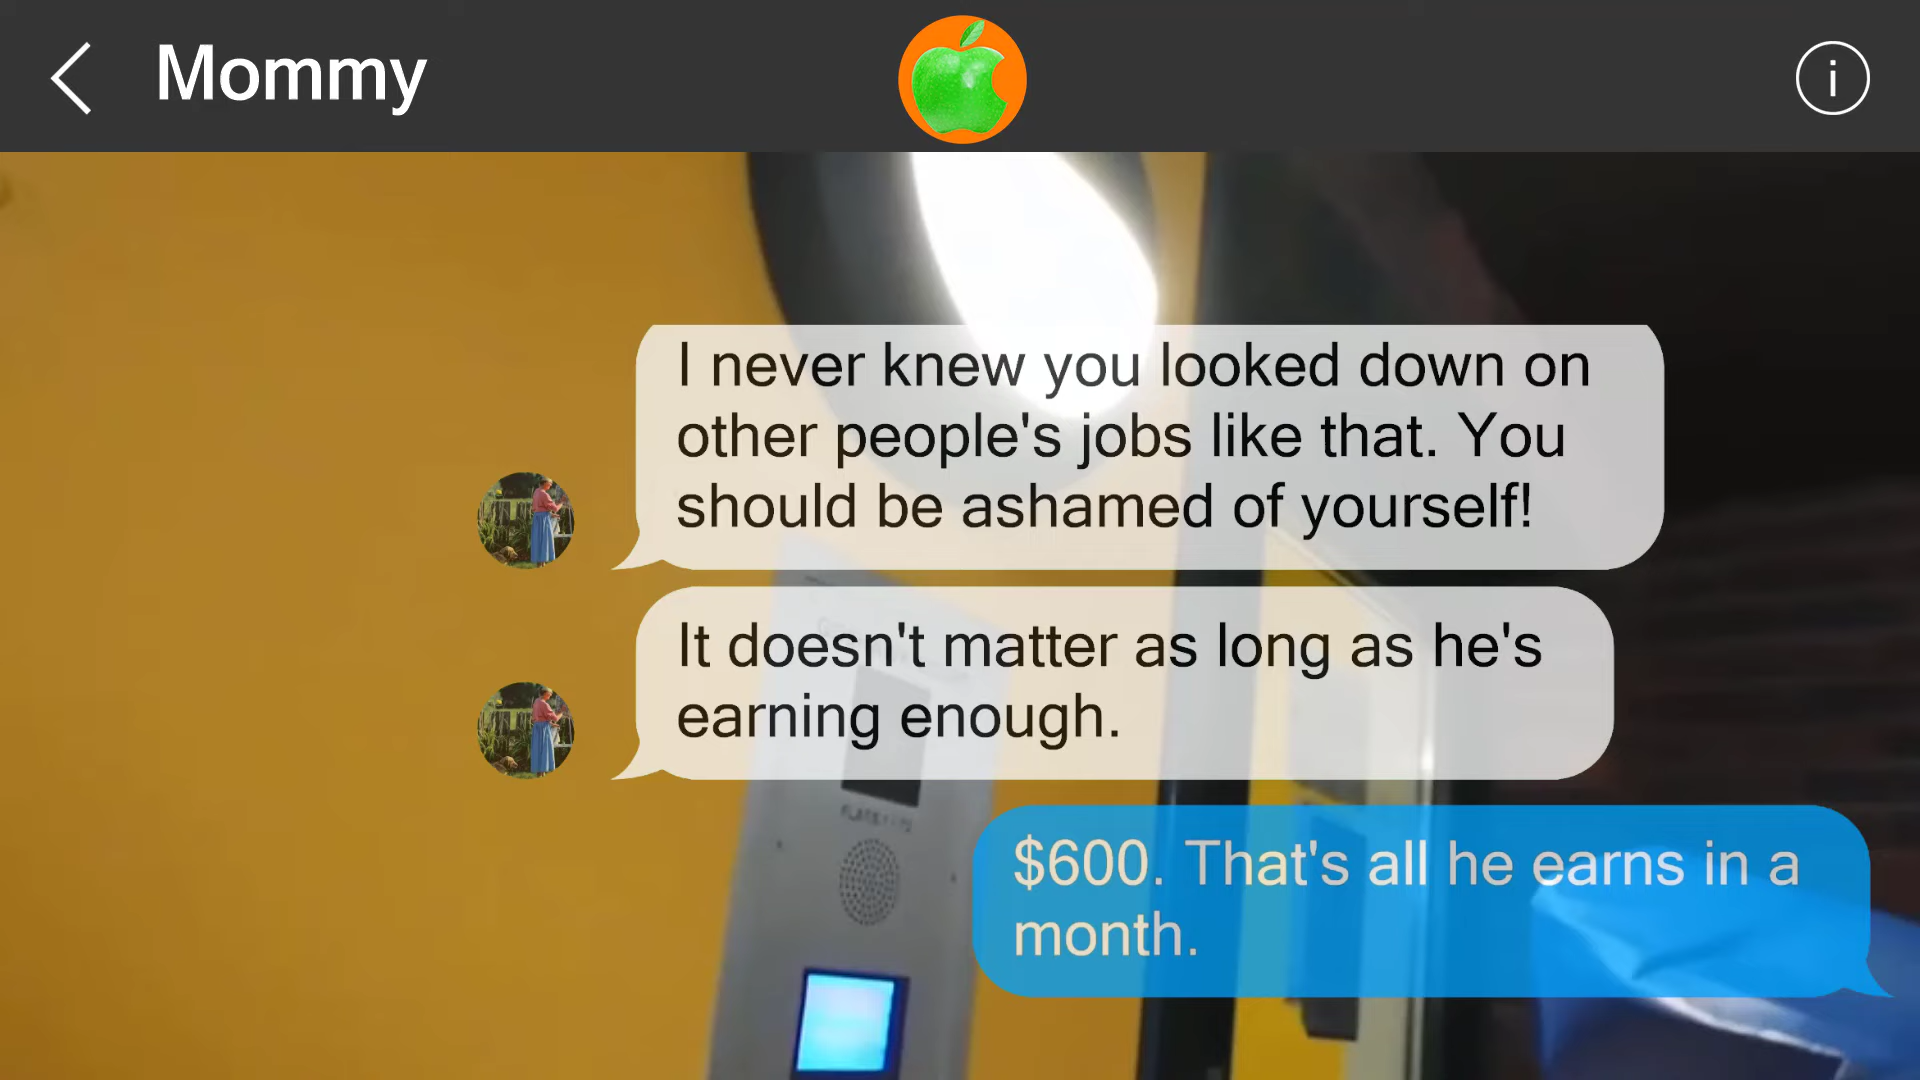 Mommy
I never knew you looked down on
other people's jobs like that. You
should be ashamed of yourself!
It doesn't matter as long as he's
earning enough.
$600. That's all he earns in a
month.